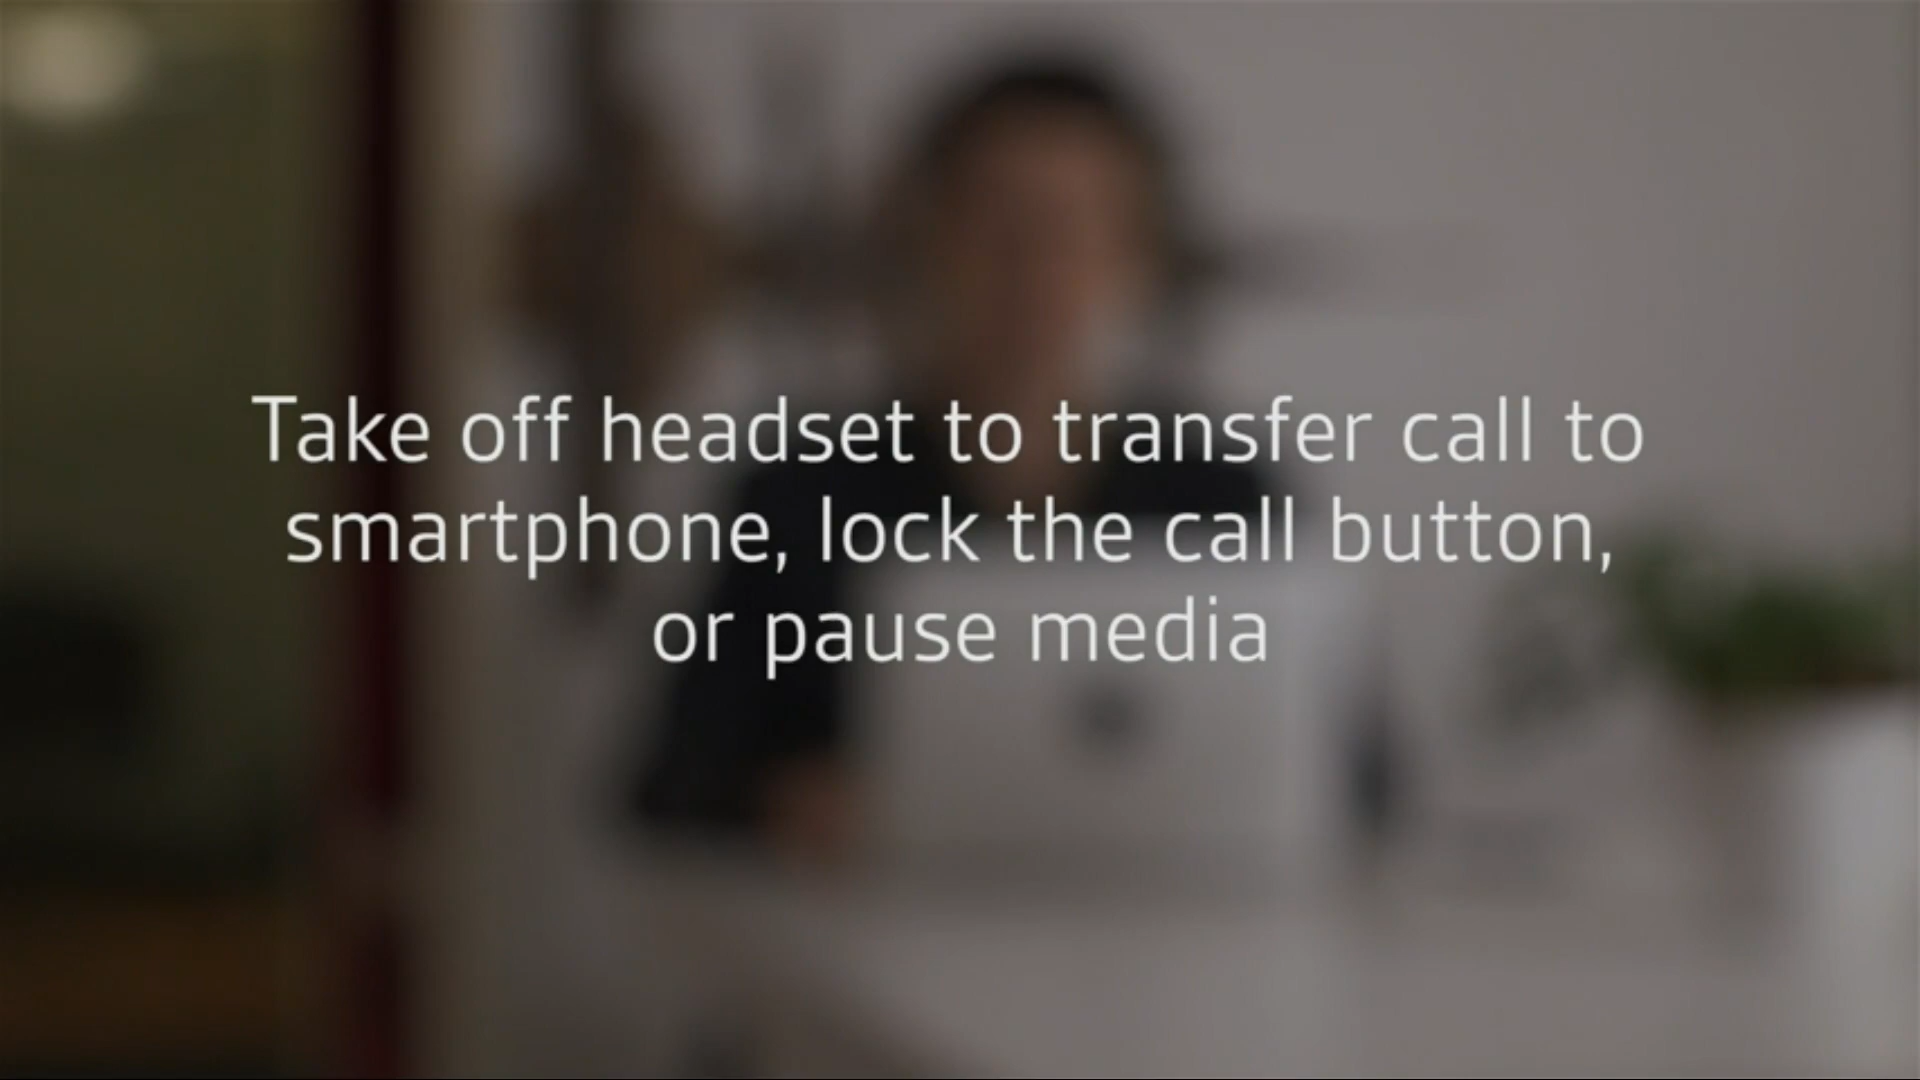 Take off headset to transfer call to
smartphone, lock the call button,
or pause media